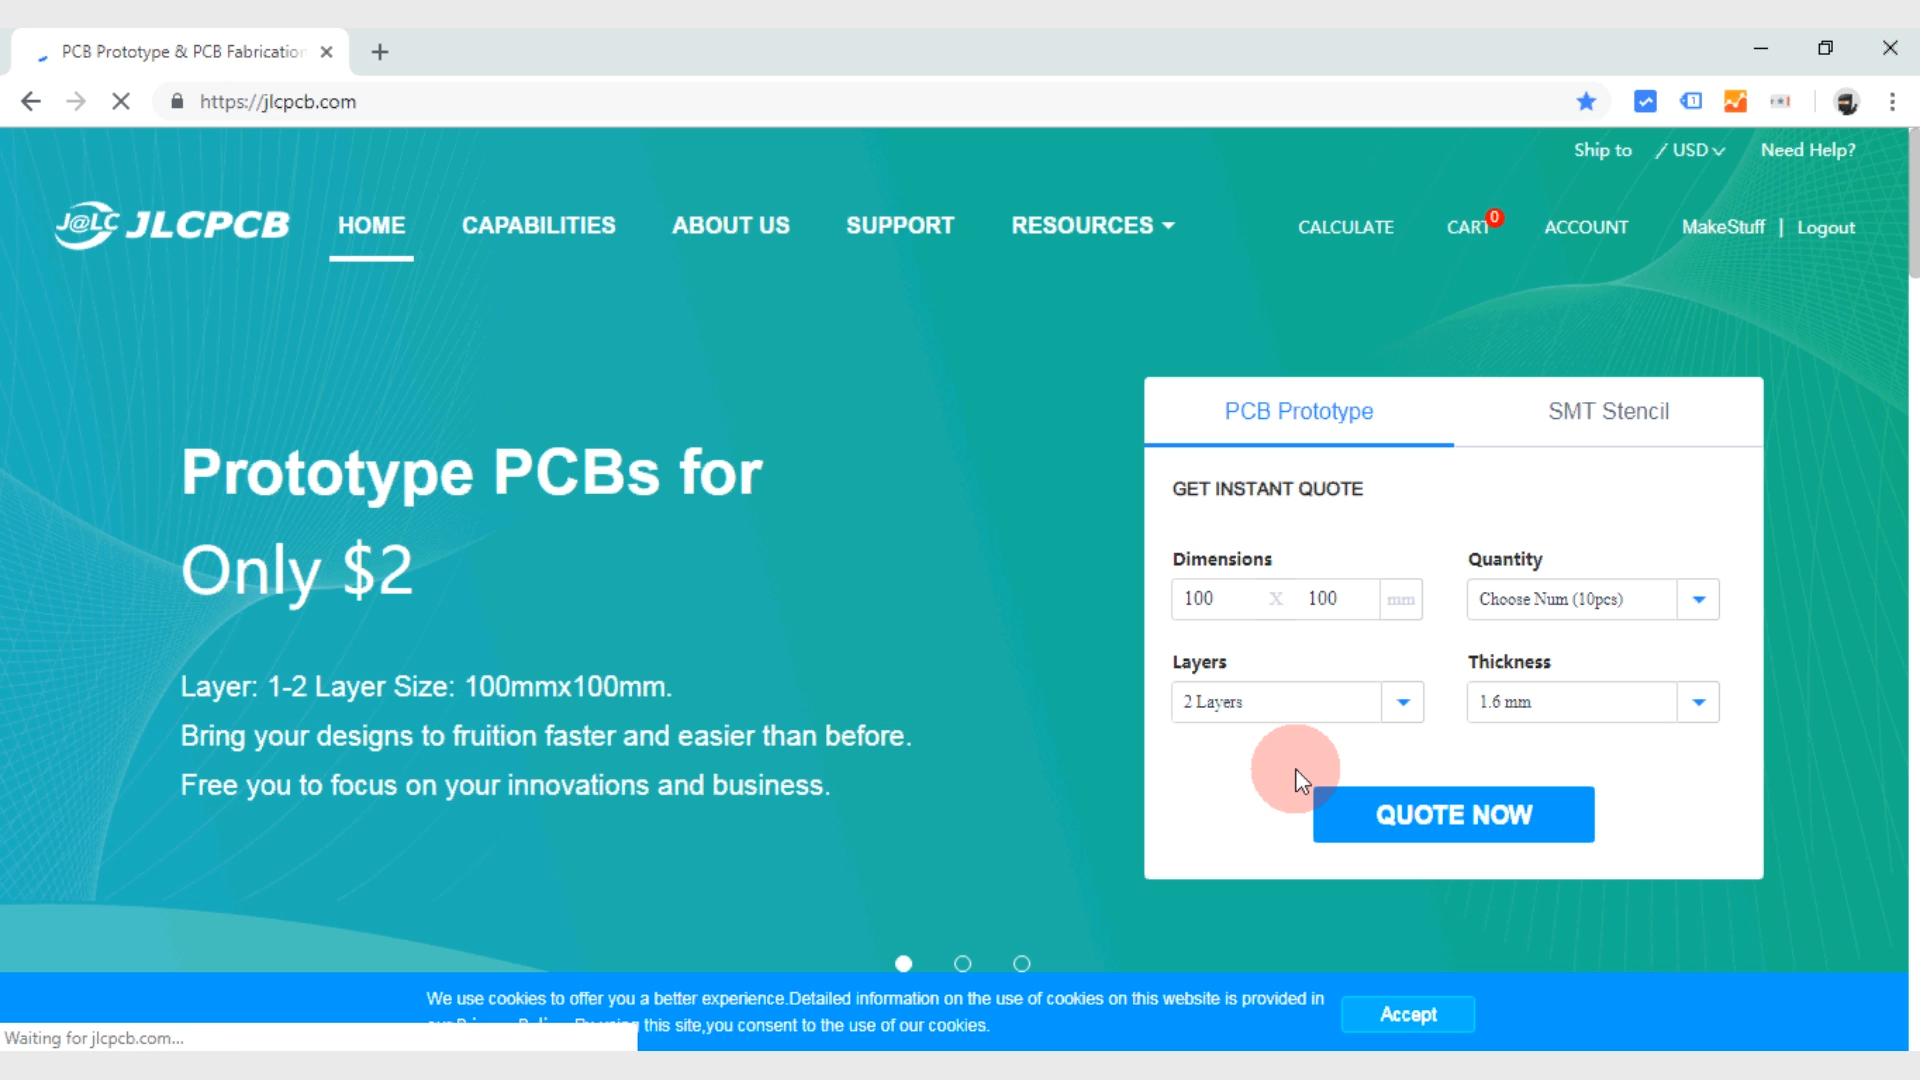 PCB Prototype & PCB Fabrication
https://jlcpcb.com
Ship to / USD Need Help?
J@LC JLCPCB HOME CAPABILITIES ABOUT US SUPPORT RESOURCES CALCULATE CART 0 ACCOUNT MakeStuff | Logout
PCB Prototype SMT Stencil
Prototype PCBs for
Only $2
GET INSTANT QUOTE
Dimensions Quantity
100 X 100 mm Choose Num (10pcs)
Layers Thickness
2 Layers 1.6 mm
Layer: 1-2 Layer Size: 100mmx100mm.
Bring your designs to fruition faster and easier than before.
Free you to focus on your innovations and business.
QUOTE NOW
We use cookies to offer you a better experience.Detailed information on the use of cookies on this website is provided in
this site,you consent to the use of our cookies.
Accept
Waiting for jlcpcb.com...